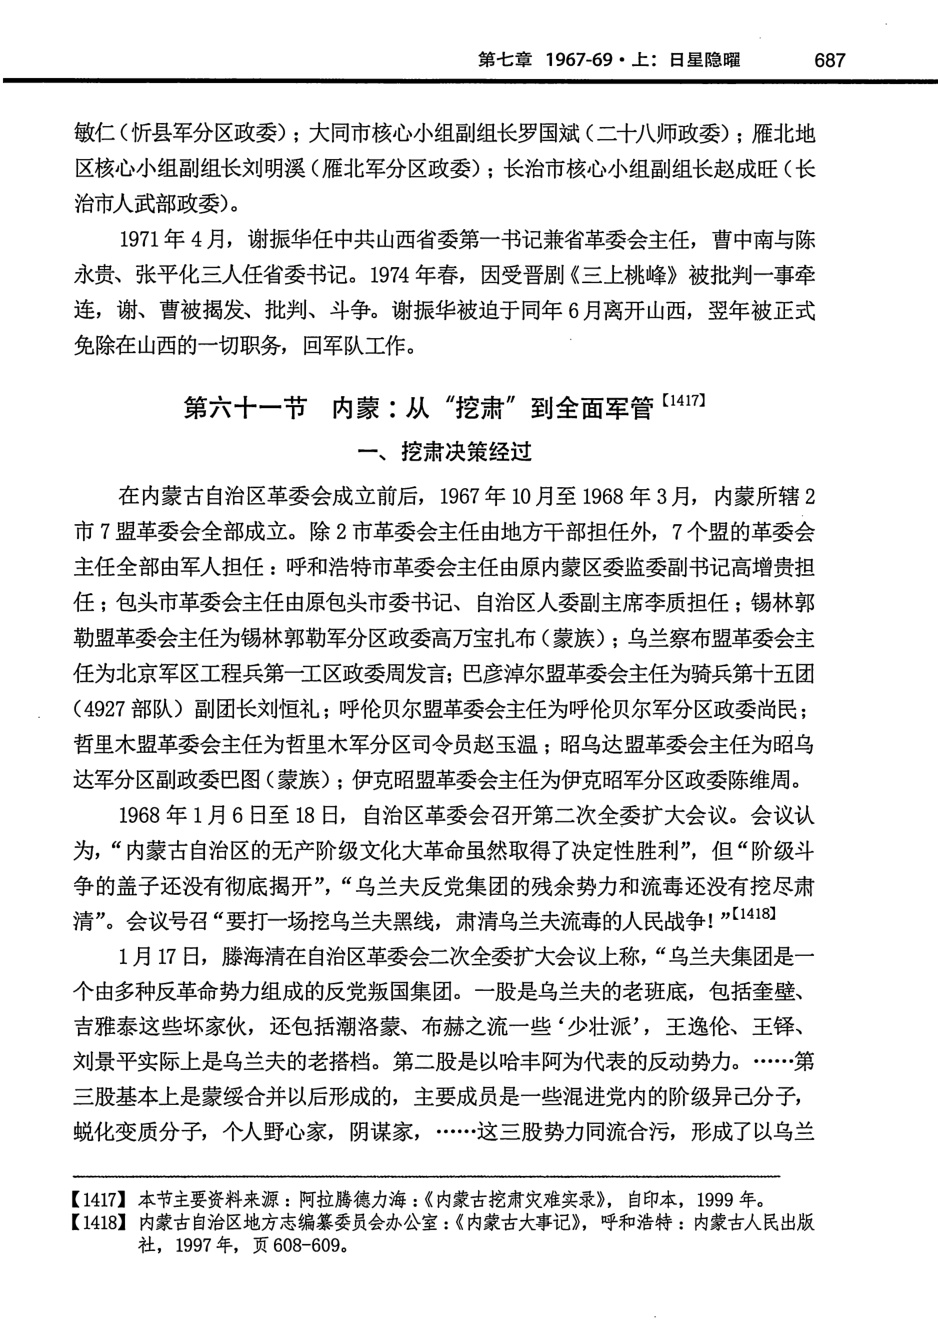 第七章 1967-69·上：日星隐曜 687
敏仁（忻县军分区政委）；大同市核心小组副组长罗国斌（二十八师政委）；雁北地
区核心小组副组长刘明溪（雁北军分区政委）；长治市核心小组副组长赵成旺（长
治市人武部政委）。
1971 年 4 月，谢振华任中共山西省委第一书记兼省革委会主任，曹中南与陈
永贵、张平化三人任省委书记。1974 年春，因受晋剧《三上桃峰》被批判一事牵
连，谢、曹被揭发、批判、斗争。谢振华被迫于同年 6 月离开山西，翌年被正式
免除在山西的一切职务，回军队工作。
第六十一节 内蒙：从“挖肃”到全面军管【1417】
一、挖肃决策经过
在内蒙古自治区革委会成立前后，1967 年 10 月至 1968 年 3 月，内蒙所辖 2
市 7 盟革委会全部成立。除 2 市革委会主任由地方干部担任外，7 个盟的革委会
主任全部由军人担任：呼和浩特市革委会主任由原内蒙区委监委副书记高增贵担
任；包头市革委会主任由原包头市委书记、自治区人委副主席李质担任；锡林郭
勒盟革委会主任为锡林郭勒军分区政委高万宝扎布（蒙族）；乌兰察布盟革委会主
任为北京军区工程兵第一工区政委周发言；巴彦淖尔盟革委会主任为骑兵第十五团
（4927 部队）副团长刘恒礼；呼伦贝尔盟革委会主任为呼伦贝尔军分区政委尚民；
哲里木盟革委会主任为哲里木军分区司令员赵玉温；昭乌达盟革委会主任为昭乌
达军分区副政委巴图（蒙族）；伊克昭盟革委会主任为伊克昭军分区政委陈维周。
1968 年 1 月 6 日至 18 日，自治区革委会召开第二次全委扩大会议。会议认
为，“内蒙古自治区的无产阶级文化大革命虽然取得了决定性胜利”，但“阶级斗
争的盖子还没有彻底揭开”，“乌兰夫反党集团的残余势力和流毒还没有挖尽肃
清”。会议号召“要打一场挖乌兰夫黑线，肃清乌兰夫流毒的人民战争！”【1418】
1 月 17 日，滕海清在自治区革委会二次全委扩大会议上称，“乌兰夫集团是一
个由多种反革命势力组成的反党叛国集团。一股是乌兰夫的老班底，包括奎璧、
吉雅泰这些坏家伙，还包括潮洛蒙、布赫之流一些‘少壮派’，王逸伦、王铎、
刘景平实际上是乌兰夫的老搭档。第二股是以哈丰阿为代表的反动势力。……第
三股基本上是蒙绥合并以后形成的，主要成员是一些混进党内的阶级异己分子，
蜕化变质分子，个人野心家，阴谋家，……这三股势力同流合污，形成了以乌兰
【1417】 本节主要资料来源：阿拉腾德力海：《内蒙古挖肃灾难实录》，自印本，1999 年。
【1418】 内蒙古自治区地方志编纂委员会办公室：《内蒙古大事记》，呼和浩特：内蒙古人民出版
社，1997 年，页 608-609。